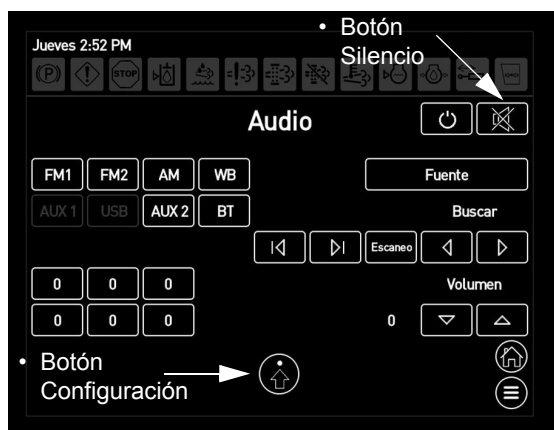 • Botón
Silencio
Jueves 2:52 PM
(P)
STOP
Audio
FM1 FM2 AM WB
Fuente
AUX 1 USB AUX 2 BT
Buscar
Escaneo
0 0 0
Volumen
0 0 0
0
• Botón
Configuración